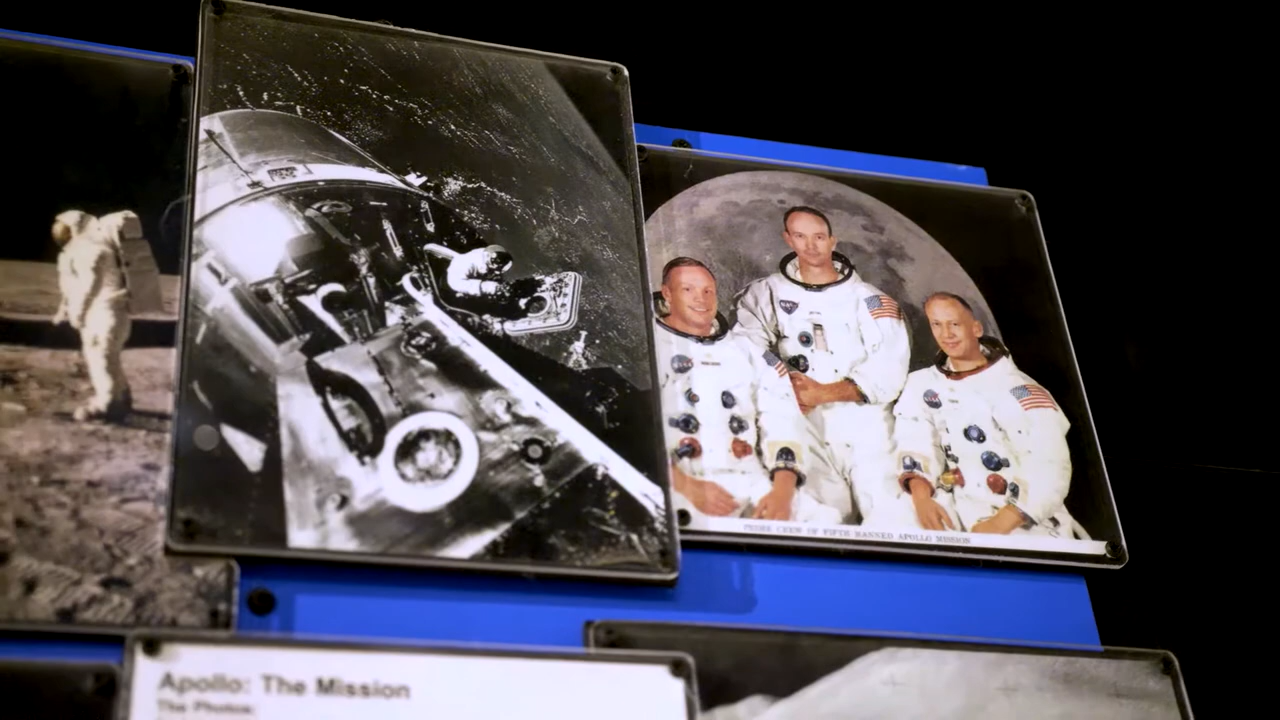 PRIME CREW OF FIFTH MANNED APOLLO MISSION
Apollo: The Mission
The Photos: